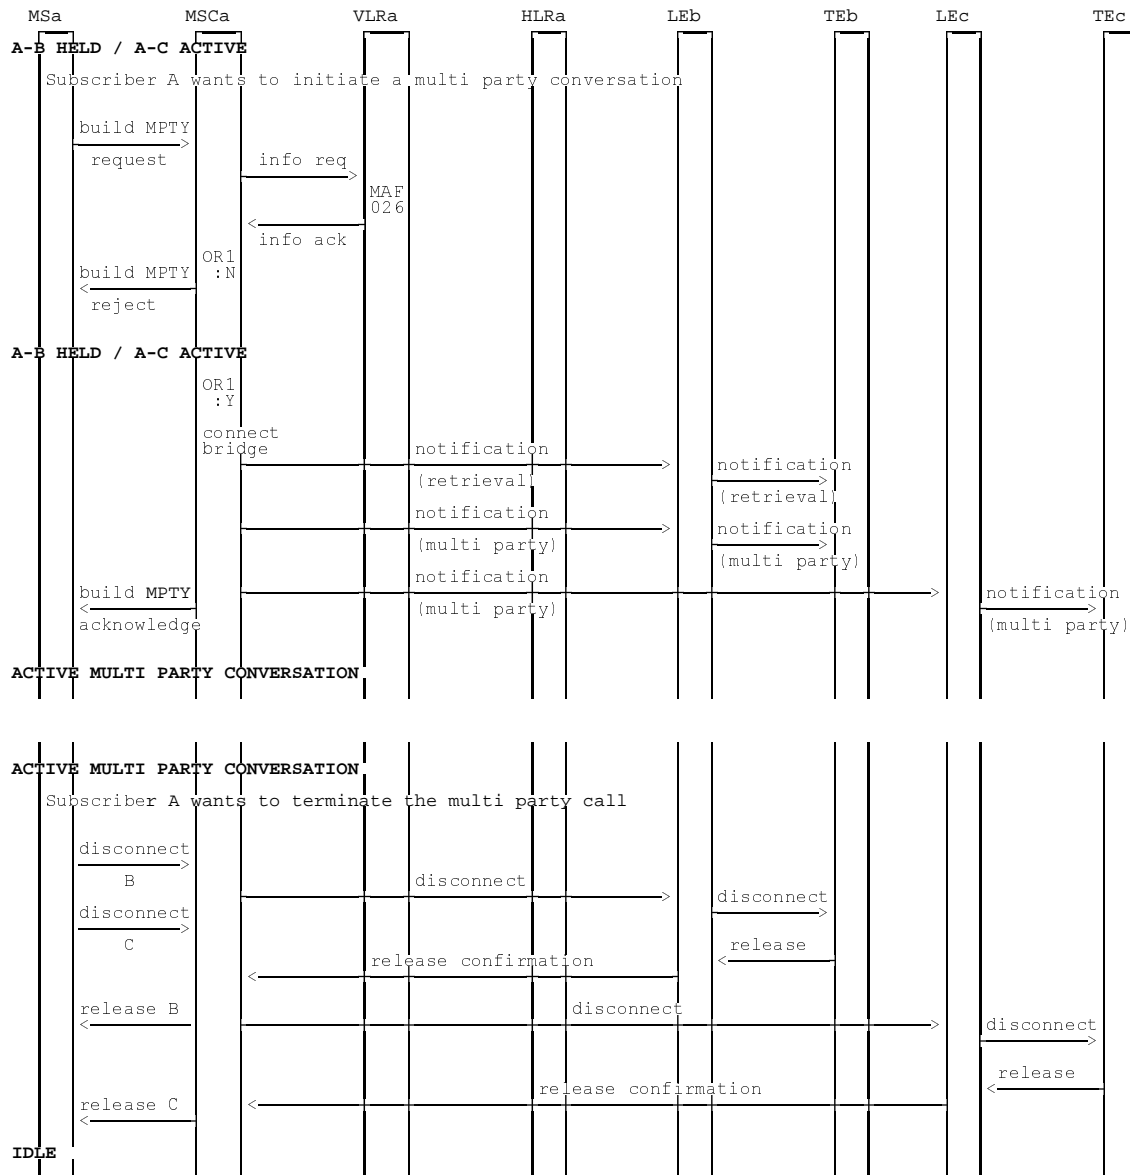 MSa MSCa VLRa HLRa LEb TEb LEc TEc
A-B HELD / A-C ACTIVE
Subscriber A wants to initiate a multi party conversation
build MPTY
request info req
MAF
026
info ack
OR1
build MPTY :N
reject
A-B HELD / A-C ACTIVE
OR1
:Y
connect
bridge notification
notification
(retrieval)
(retrieval)
notification
notification
(multi party)
(multi party)
notification
build MPTY notification
(multi party)
acknowledge (multi party)
ACTIVE MULTI PARTY CONVERSATION
ACTIVE MULTI PARTY CONVERSATION
Subscriber A wants to terminate the multi party call
disconnect
B disconnect
disconnect
disconnect
C release
release confirmation
release B disconnect
disconnect
release
release confirmation
release C
IDLE